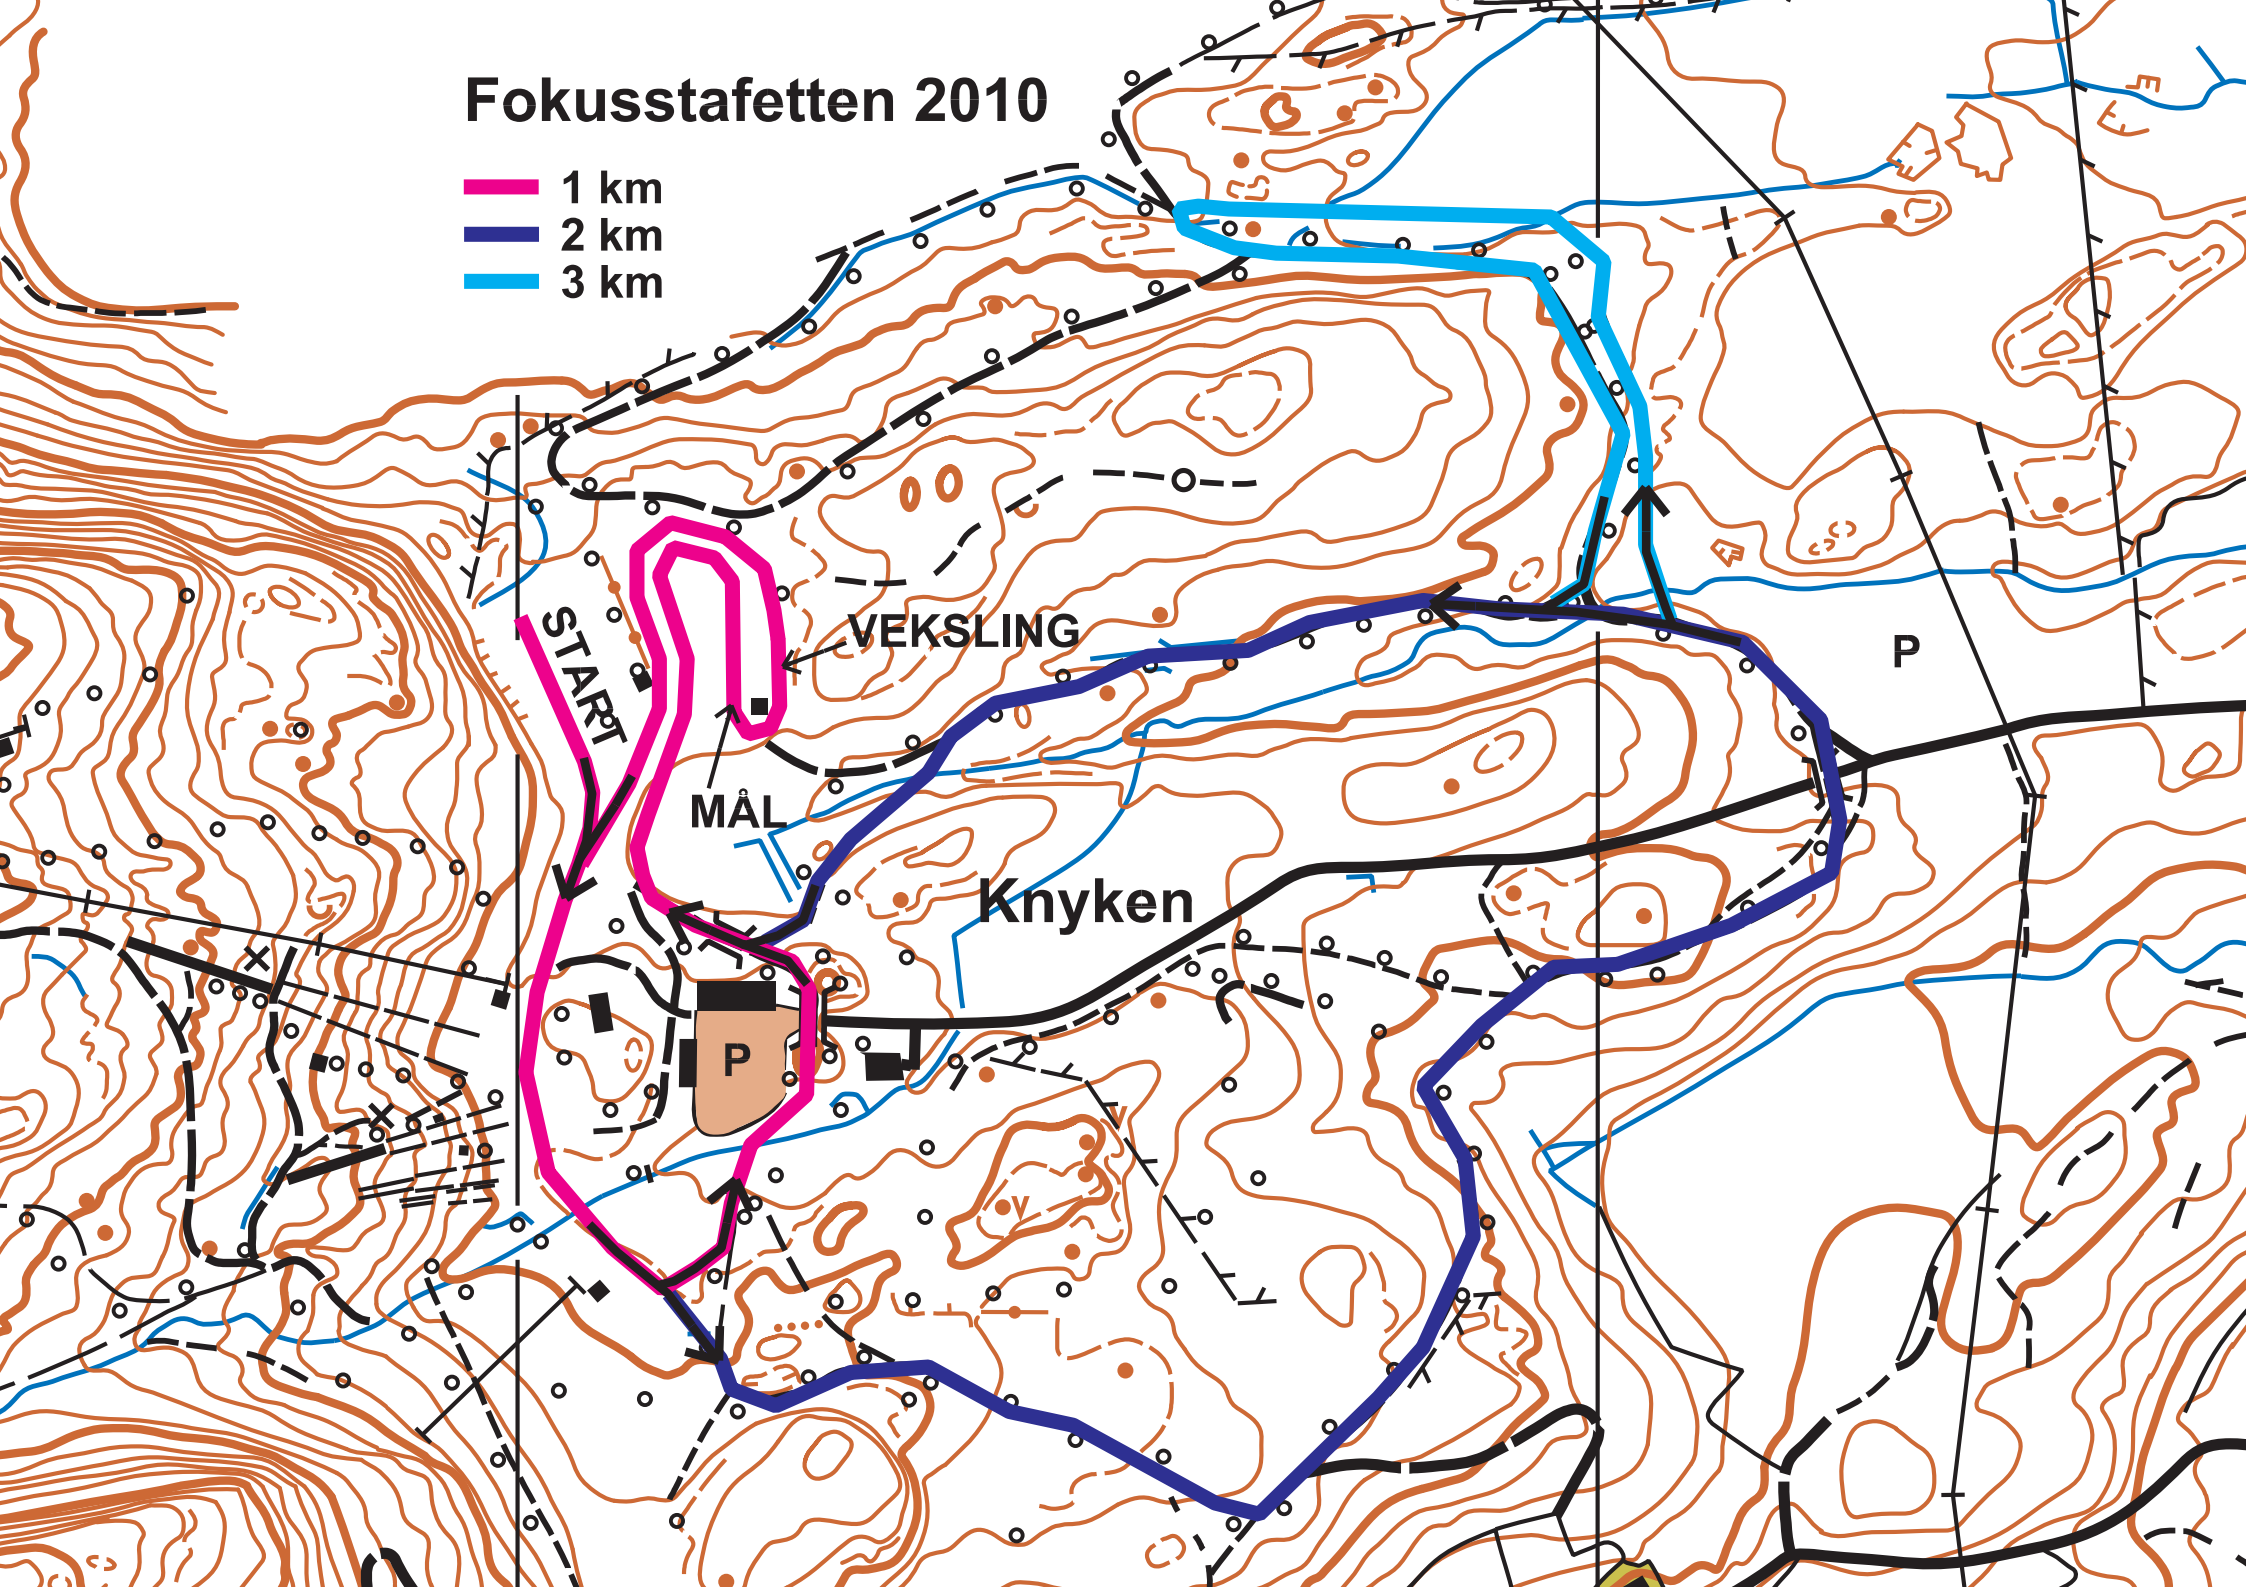 Fokusstafetten 2010
1 km
2 km
3 km
START
VEKSLING
P
MÅL
Knyken
P
V
V